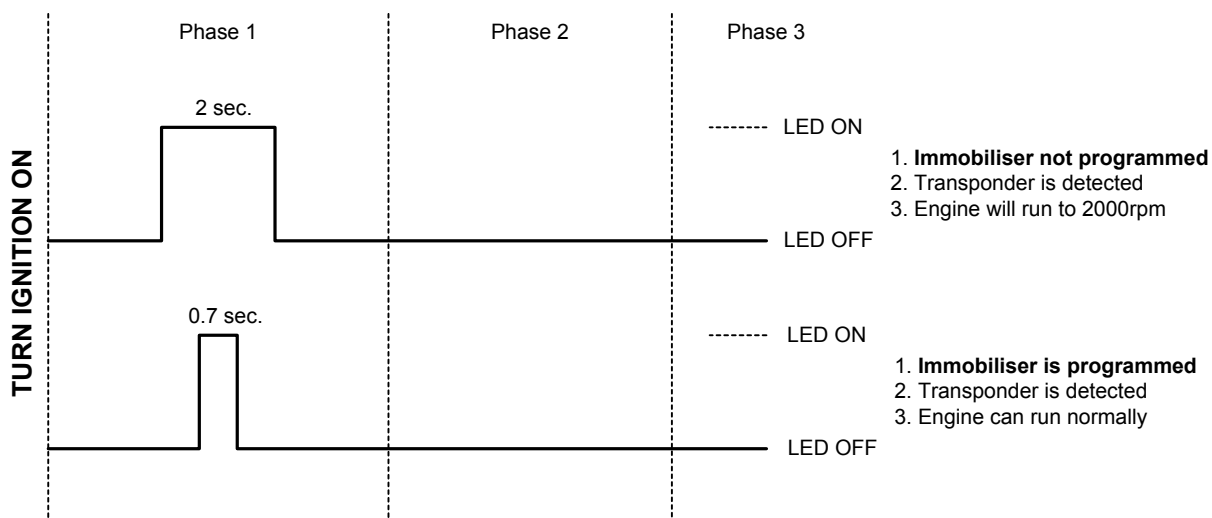 Phase 1
Phase 2
Phase 3
TURN IGNITION ON
2 sec.
LED ON
1. Immobiliser not programmed
2. Transponder is detected
3. Engine will run to 2000rpm
LED OFF
0.7 sec.
LED ON
1. Immobiliser is programmed
2. Transponder is detected
3. Engine can run normally
LED OFF